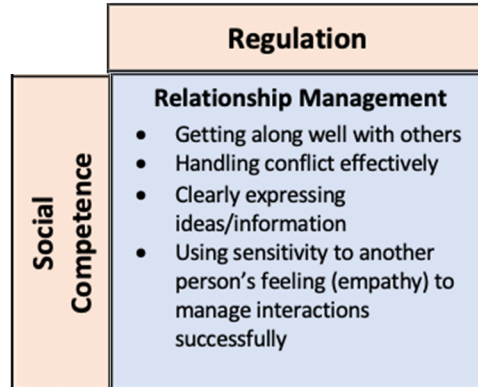 Regulation
Social
Competence
Relationship Management
• Getting along well with others
• Handling conflict effectively
• Clearly expressing
ideas/information
• Using sensitivity to another
person's feeling (empathy) to
manage interactions
successfully